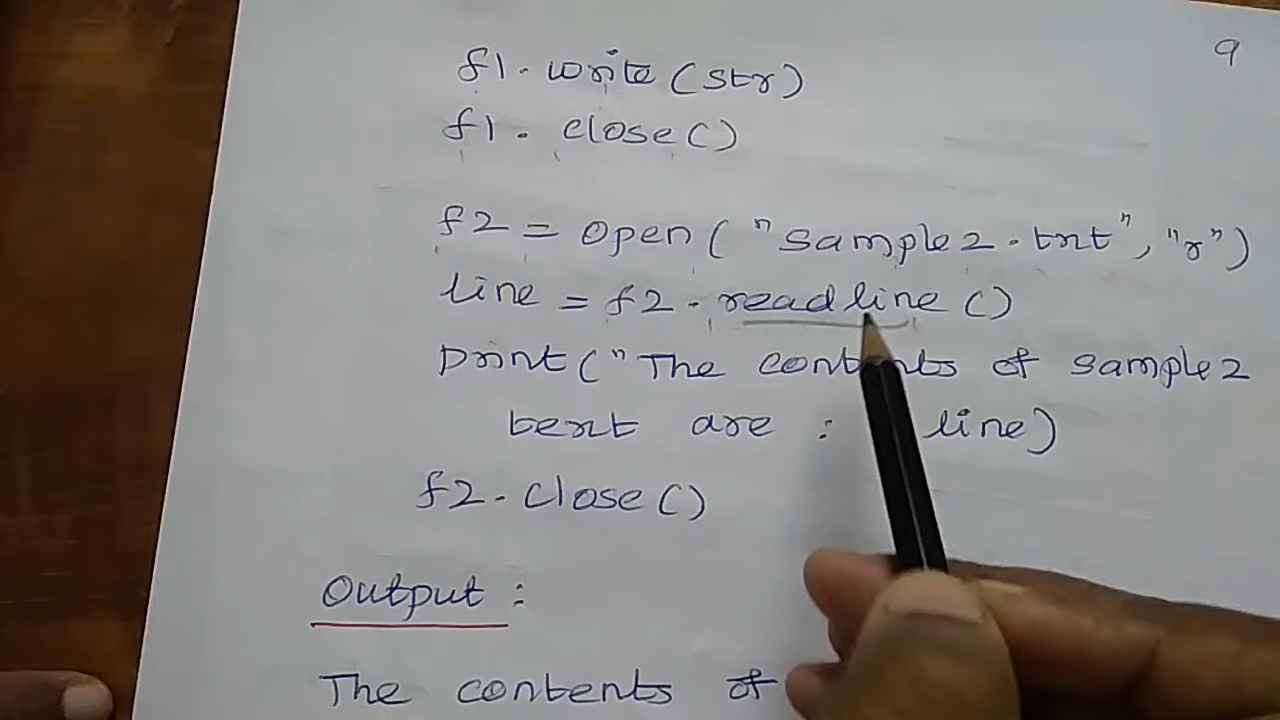 9
f1.write(str)
f1.close()
f2 = open("sample2.txt", "r")
line = f2.readline()
print("The contents of sample2
text are : line)
f2.close()
Output :
The contents of